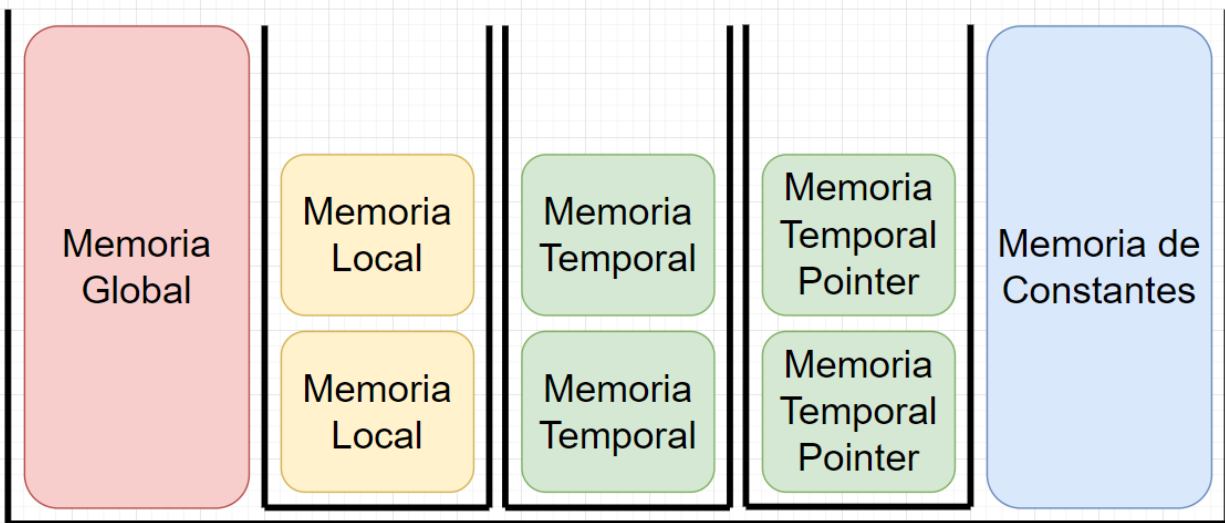 Memoria
Global
Memoria
Local
Memoria
Local
Memoria
Temporal
Memoria
Temporal
Memoria
Temporal
Pointer
Memoria
Temporal
Pointer
Memoria de
Constantes